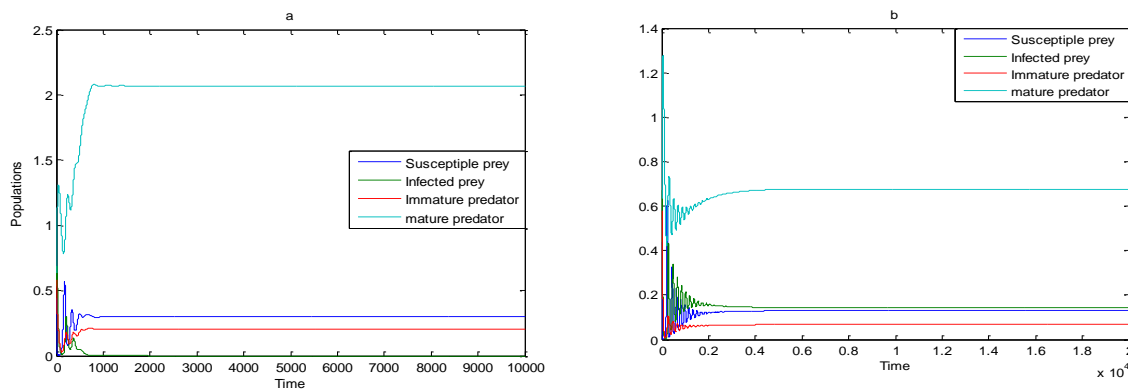 a
2.5
2
1.5
1
0.5
0
Populations
0 1000 2000 3000 4000 5000 6000 7000 8000 9000 10000
Time
Susceptiple prey
Infected prey
Immature predator
mature predator
b
1.4
1.2
1
0.8
0.6
0.4
0.2
0
0 0.2 0.4 0.6 0.8 1 1.2 1.4 1.6 1.8 2
Time
x 10
Susceptiple prey
Infected prey
Immature predator
mature predator